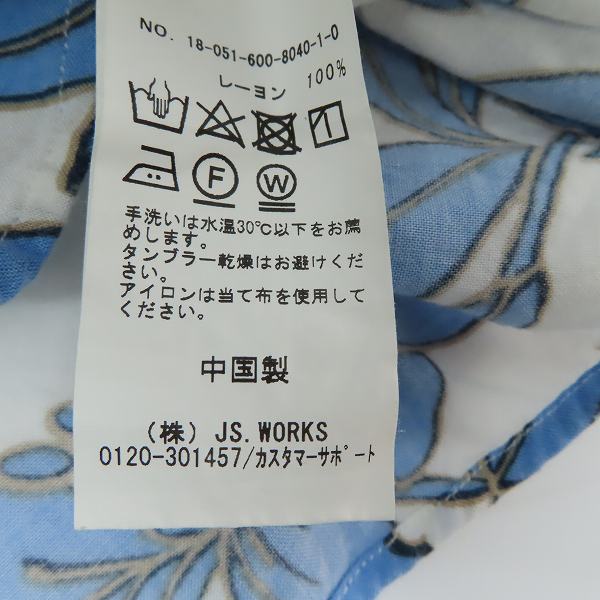 NO. 18-051-600-8040-1-0
レーヨン 100%
F W
手洗いは水温30℃以下をお薦
めします。
タンブラー乾燥はお避けくだ
さい。
アイロンは当て布を使用して
ください。
中国製
(株) JS.WORKS
0120-301457/カスタマーサポート